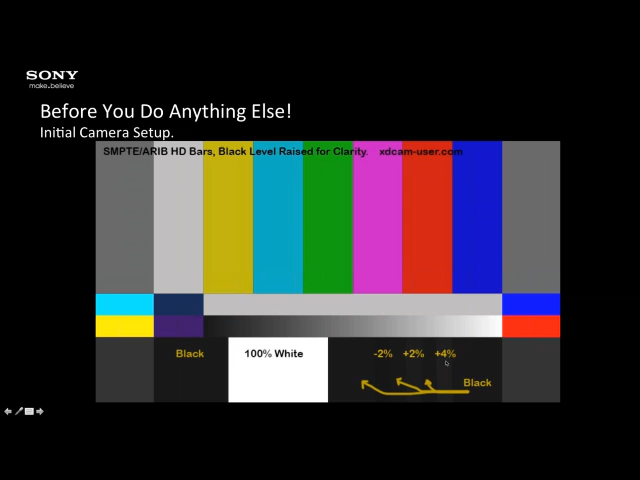 SONY
make.believe
Before You Do Anything Else!
Initial Camera Setup.
SMPTE/ARIB HD Bars, Black Level Raised for Clarity. xdcam-user.com
Black 100% White -2% +2% +4%
Black